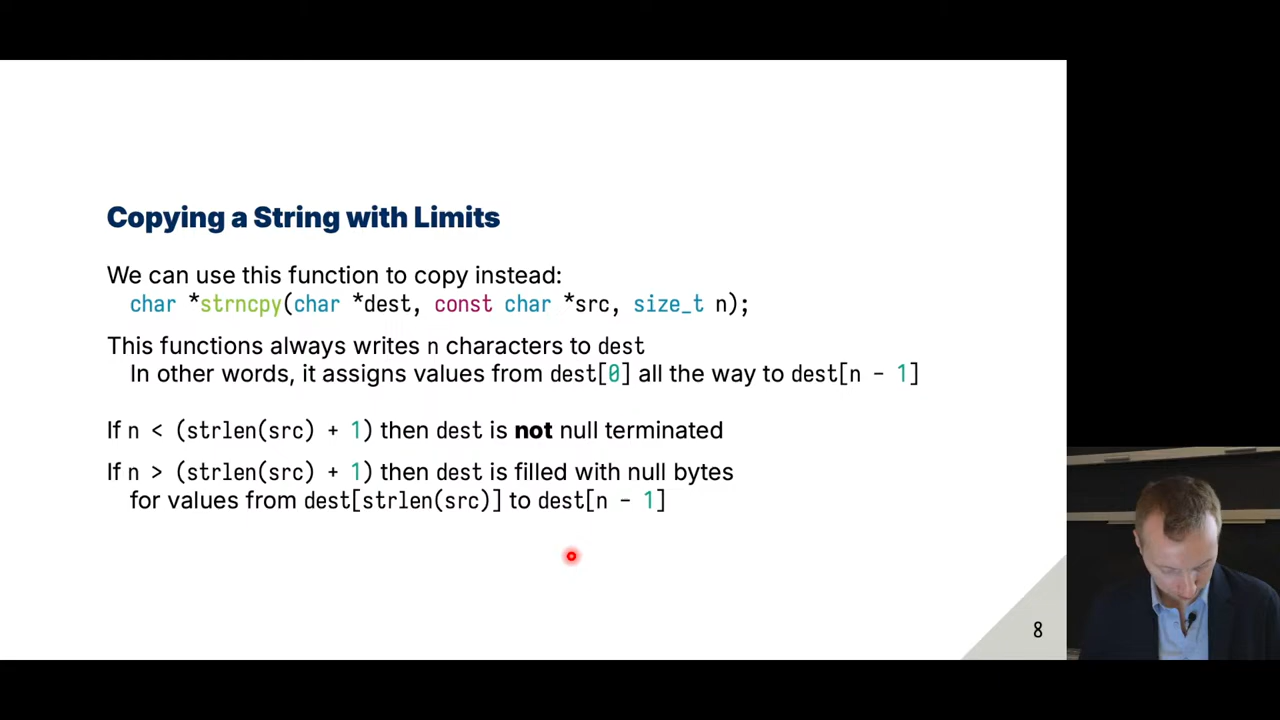 Copying a String with Limits
We can use this function to copy instead:
char *strncpy(char *dest, const char *src, size_t n);
This functions always writes n characters to dest
In other words, it assigns values from dest[0] all the way to dest[n - 1]
If n < (strlen(src) + 1) then dest is not null terminated
If n > (strlen(src) + 1) then dest is filled with null bytes
for values from dest[strlen(src)] to dest[n - 1]
8